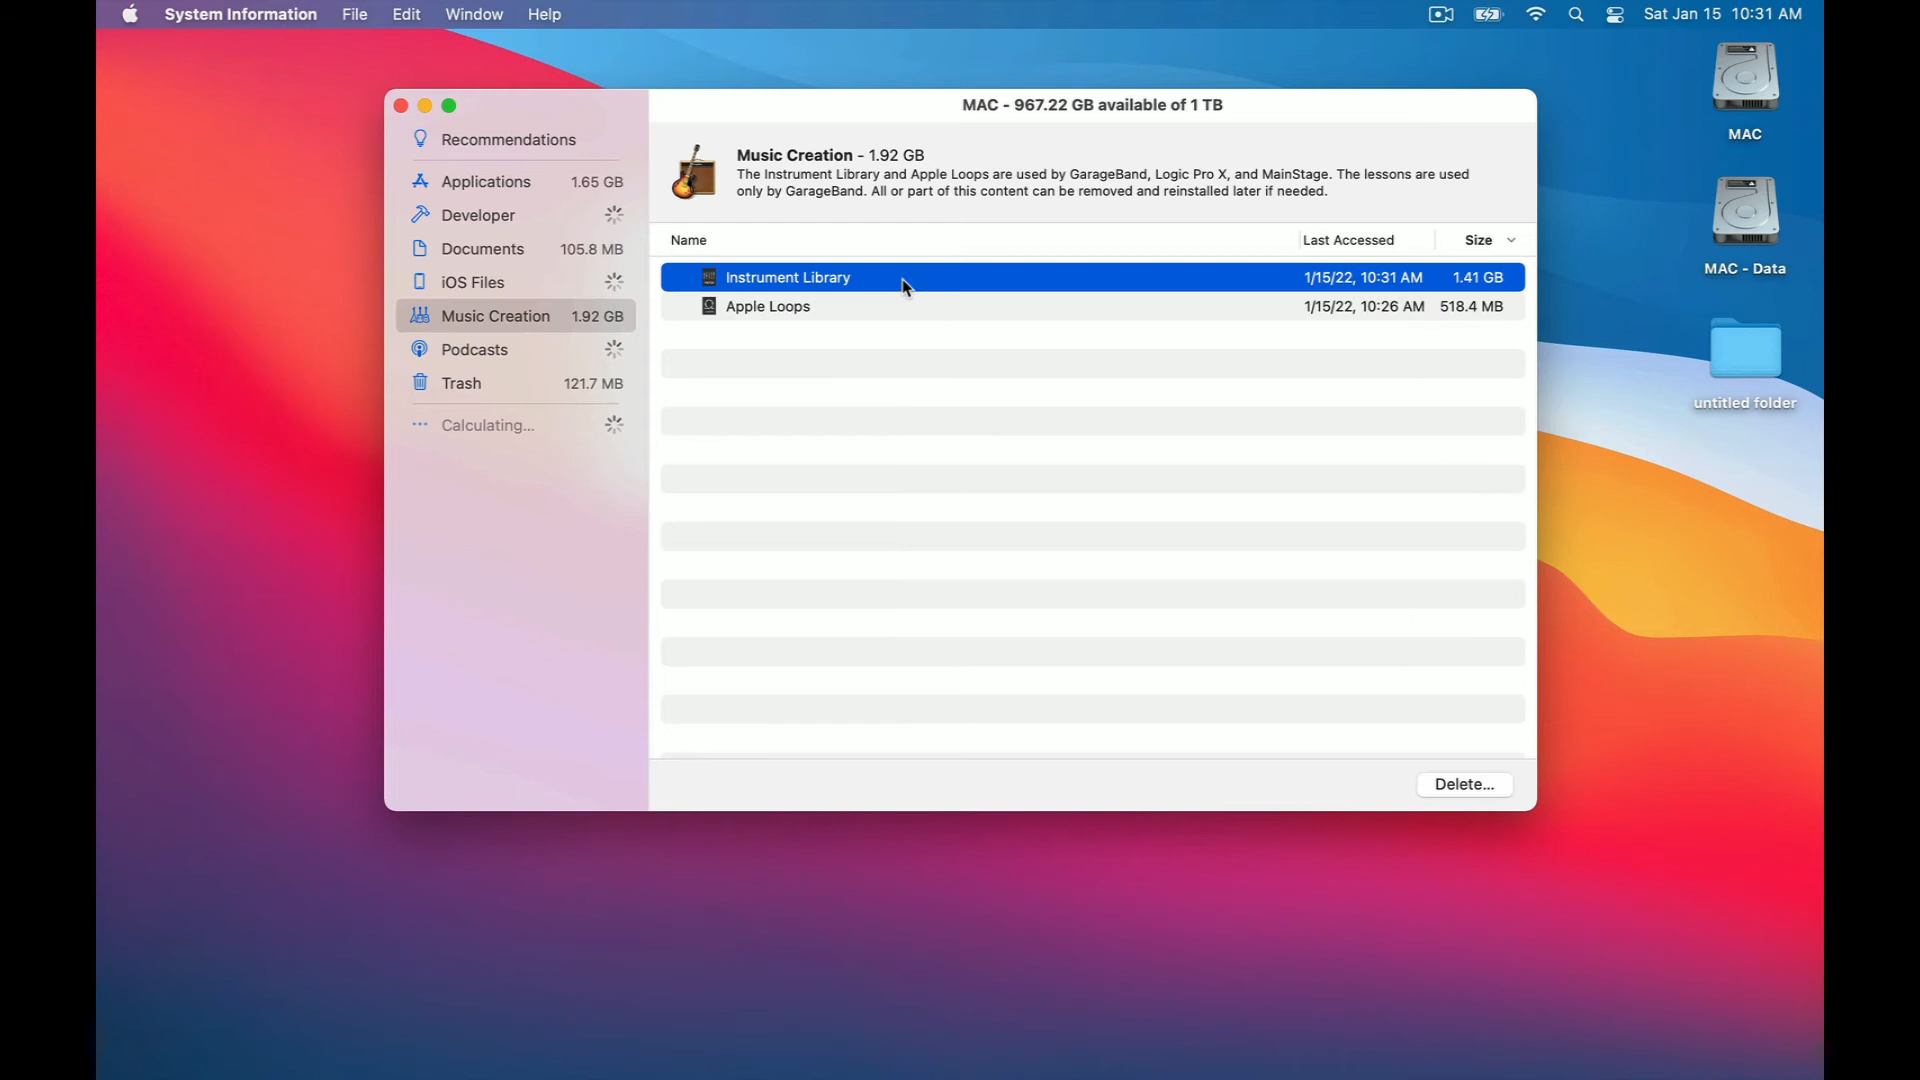 System Information File Edit Window Help Sat Jan 15 10:31 AM
MAC - 967.22 GB available of 1 TB
Recommendations
Applications 1.65 GB
Developer
Documents 105.8 MB
iOS Files
Music Creation 1.92 GB
Podcasts
Trash 121.7 MB
Calculating...
Music Creation - 1.92 GB
The Instrument Library and Apple Loops are used by GarageBand, Logic Pro X, and MainStage. The lessons are used
only by GarageBand. All or part of this content can be removed and reinstalled later if needed.
Name Last Accessed Size
Instrument Library 1/15/22, 10:31 AM 1.41 GB
Apple Loops 1/15/22, 10:26 AM 518.4 MB
Delete...
MAC
MAC - Data
untitled folder